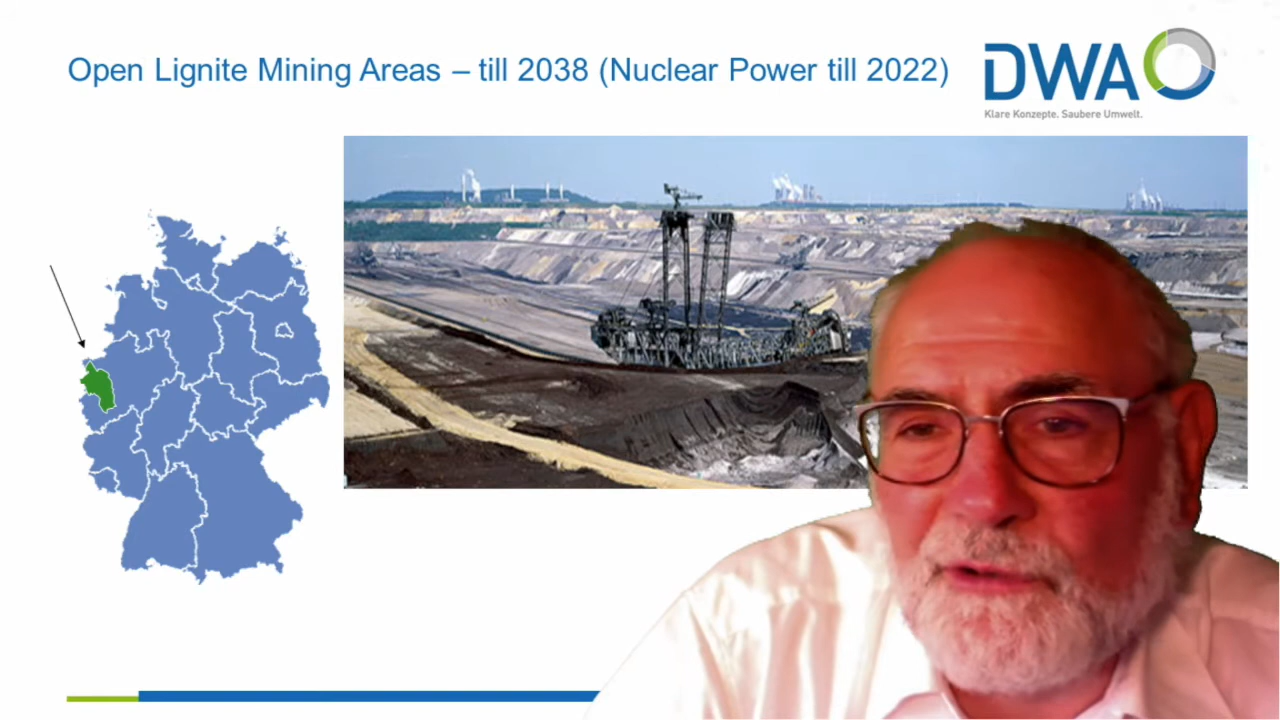 Open Lignite Mining Areas – till 2038 (Nuclear Power till 2022)
DWA
Klare Konzepte. Saubere Umwelt.